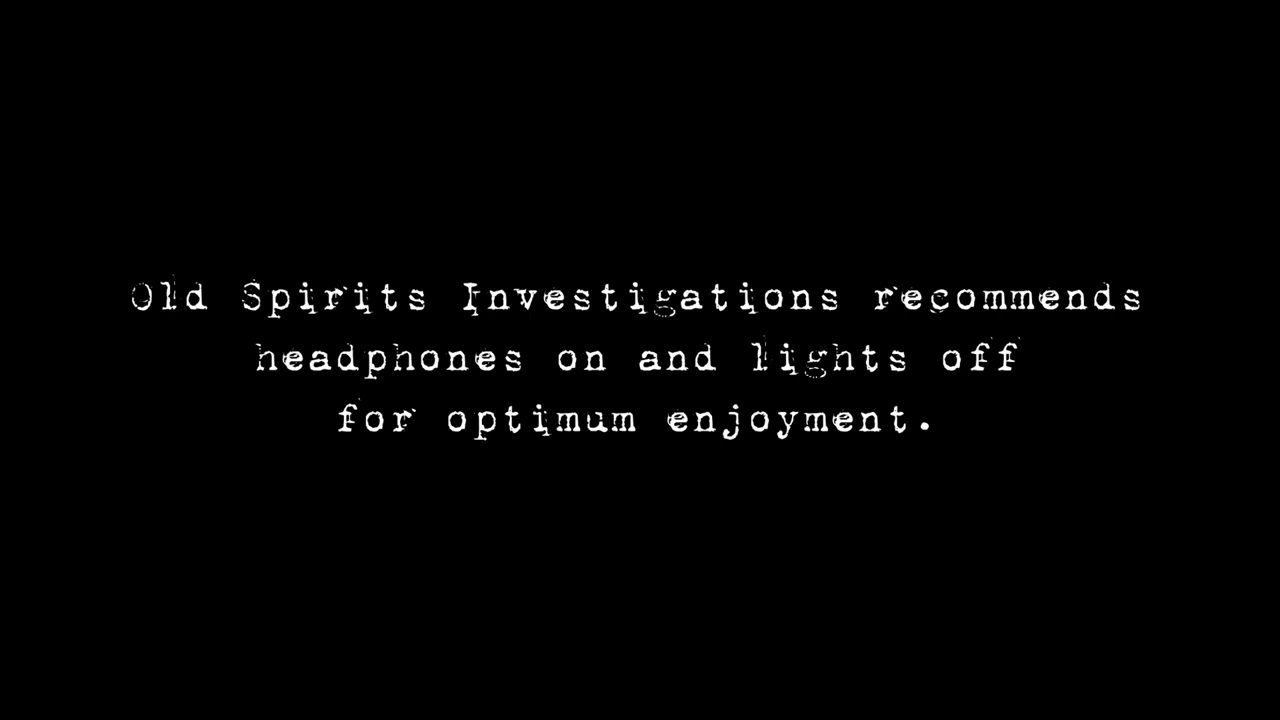 Old Spirits Investigations recommends
headphones on and lights off
for optimum enjoyment.